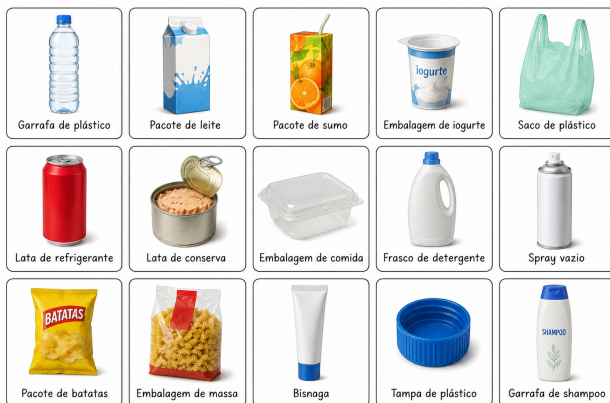 Garrafa de plástico
Pacote de leite
Pacote de sumo
iogurte
Embalagem de iogurte
Saco de plástico
Lata de refrigerante
Lata de conserva
Embalagem de comida
Frasco de detergente
Spray vazio
BATATAS
Pacote de batatas
Embalagem de massa
Bisnaga
Tampa de plástico
SHAMPOO
Garrafa de shampoo